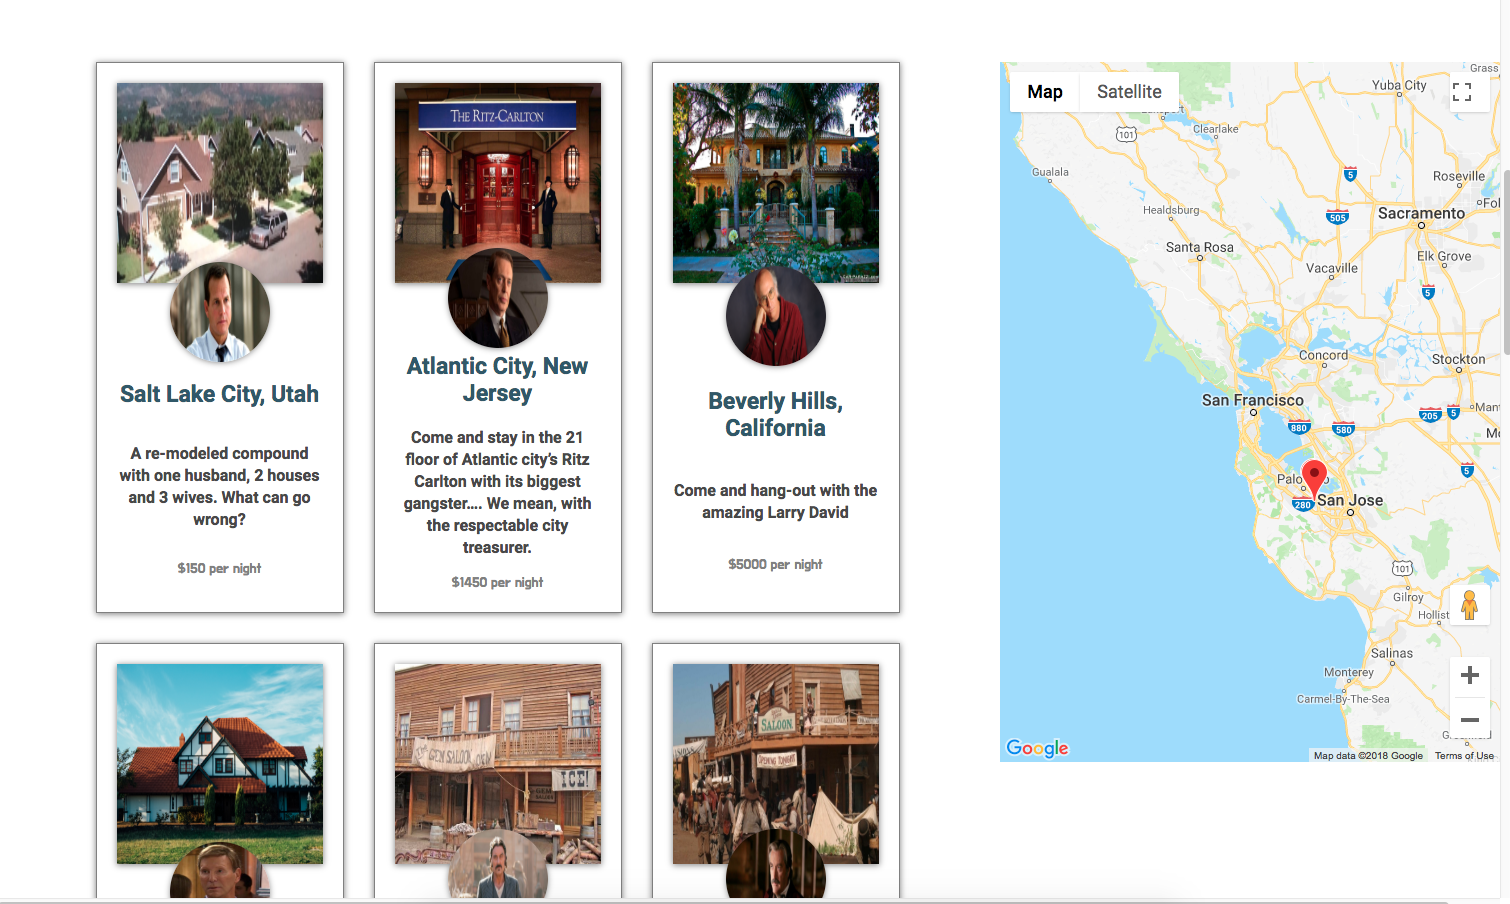 THE RITZ-CARLTON
Salt Lake City, Utah
A re-modeled compound
with one husband, 2 houses
and 3 wives. What can go
wrong?
$150 per night
Atlantic City, New
Jersey
Come and stay in the 21
floor of Atlantic city’s Ritz
Carlton with its biggest
gangster.... We mean, with
the respectable city
treasurer.
$1450 per night
Beverly Hills,
California
Come and hang-out with the
amazing Larry David
$5000 per night
GEM SALOON
ICE!
GEM
SALOON
OPENING TONIGHT
Map
Satellite
Grass
Yuba City
101
Clearlake
Gualala
5
Roseville
Healdsburg
505
Sacramento
Fol
Santa Rosa
Elk Grove
Vacaville
5
Concord
Stockton
San Francisco
205
5
Mant
880
580
M
5
Palo
280
San Jose
101
Gilroy
Hollist
Salinas
Monterey
Carmel-By-The-Sea
Google
Map data ©2018 Google
Terms of Use